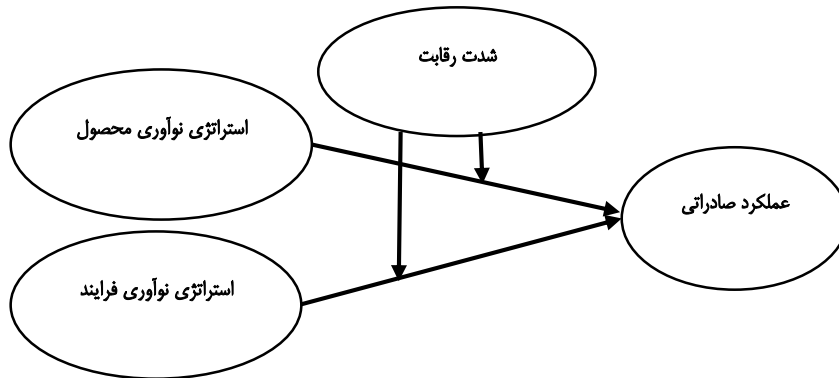 شدت رقابت
استراتژی نوآوری محصول
عملکرد صادراتی
استراتژی نوآوری فرایند